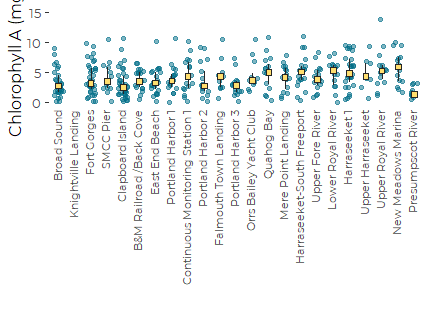 Chlorophyll A (mg
15
10
5
0
Broad Sound
Knightville Landing
Fort Gorges
SMCC Pier
Clapboard Island
B&M Railroad/Back Cove
East End Beach
Portland Harbor 1
Continuous Monitoring Station 1
Portland Harbor 2
Falmouth Town Landing
Portland Harbor 3
Orrs Bailey Yacht Club
Quahog Bay
Mere Point Landing
Harraseeket-South Freeport
Upper Fore River
Lower Royal River
Harraseeket 1
Upper Harraseeket
Upper Royal River
New Meadows Marina
Presumpscot River